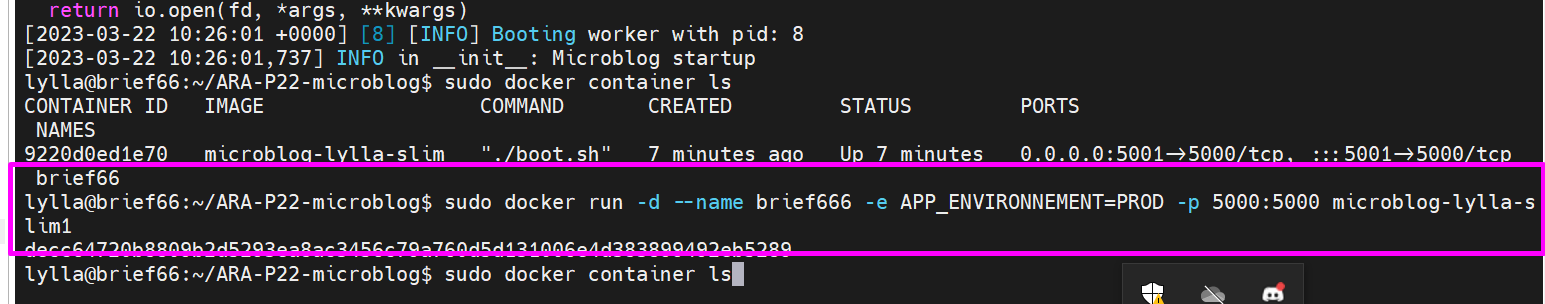 return io.open(fd, *args, **kwargs)
[2023-03-22 10:26:01 +0000] [8] [INFO] Booting worker with pid: 8
[2023-03-22 10:26:01,737] INFO in __init__: Microblog startup
lylla@brief66:~/ARA-P22-microblog$ sudo docker container ls
CONTAINER ID   IMAGE                  COMMAND       CREATED         STATUS         PORTS
NAMES
9220d0ed1e70   microblog-lylla-slim   "./boot.sh"   7 minutes ago   Up 7 minutes   0.0.0.0:5001->5000/tcp, :::5001->5000/tcp
brief66
lylla@brief66:~/ARA-P22-microblog$ sudo docker run -d --name brief666 -e APP_ENVIRONNEMENT=PROD -p 5000:5000 microblog-lylla-s
lim1
decc64720b8809b2d5293ea8ac3456c79a760d5d131006e4d383899492eb5289
lylla@brief66:~/ARA-P22-microblog$ sudo docker container ls